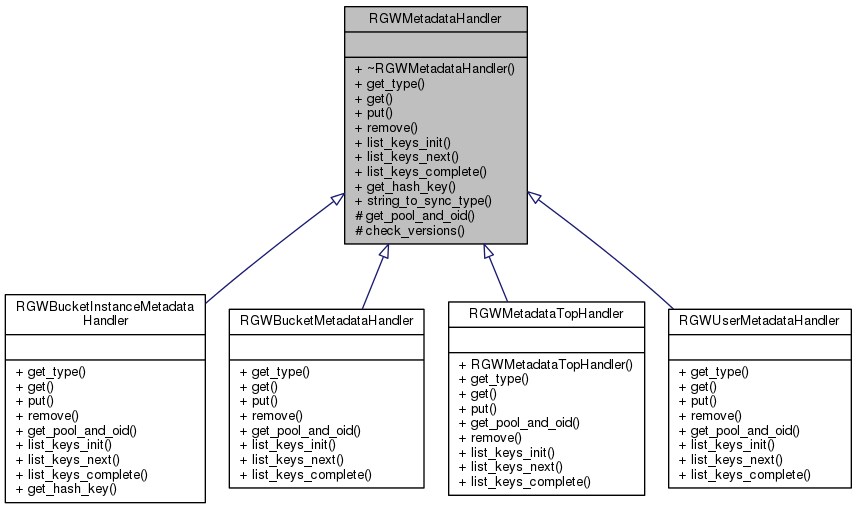 RGWMetadataHandler
+ ~RGWMetadataHandler()
+ get_type()
+ get()
+ put()
+ remove()
+ list_keys_init()
+ list_keys_next()
+ list_keys_complete()
+ get_hash_key()
+ string_to_sync_type()
# get_pool_and_oid()
# check_versions()
RGWBucketInstanceMetadata
Handler
+ get_type()
+ get()
+ put()
+ remove()
+ get_pool_and_oid()
+ list_keys_init()
+ list_keys_next()
+ list_keys_complete()
+ get_hash_key()
RGWBucketMetadataHandler
+ get_type()
+ get()
+ put()
+ remove()
+ get_pool_and_oid()
+ list_keys_init()
+ list_keys_next()
+ list_keys_complete()
RGWMetadataTopHandler
+ RGWMetadataTopHandler()
+ get_type()
+ get()
+ put()
+ get_pool_and_oid()
+ remove()
+ list_keys_init()
+ list_keys_next()
+ list_keys_complete()
RGWUserMetadataHandler
+ get_type()
+ get()
+ put()
+ remove()
+ get_pool_and_oid()
+ list_keys_init()
+ list_keys_next()
+ list_keys_complete()